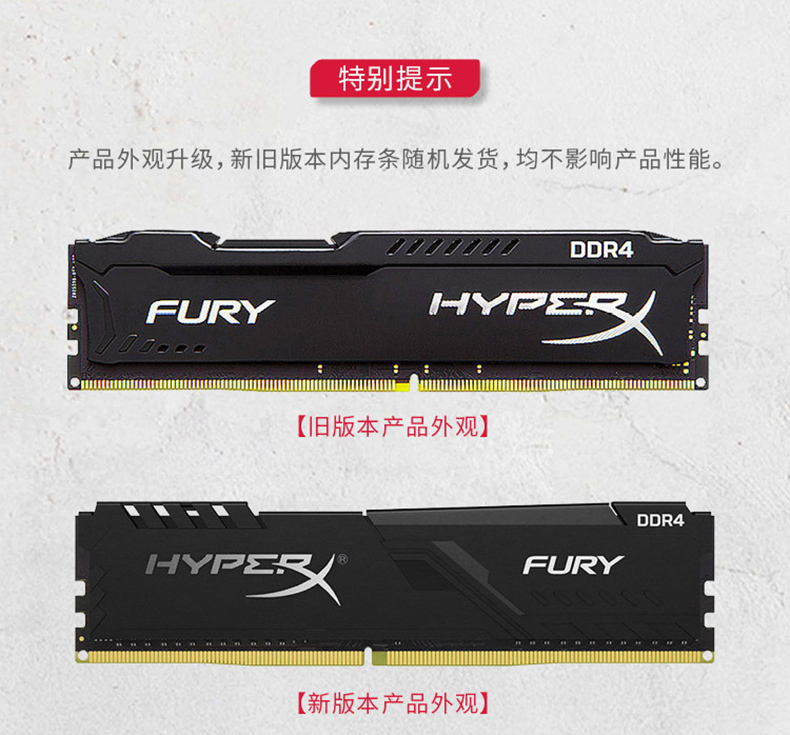 特别提示
产品外观升级,新旧版本内存条随机发货,均不影响产品性能。
DDR4
FURY HYPERX
【旧版本产品外观】
DDR4
HYPERX® FURY
【新版本产品外观】